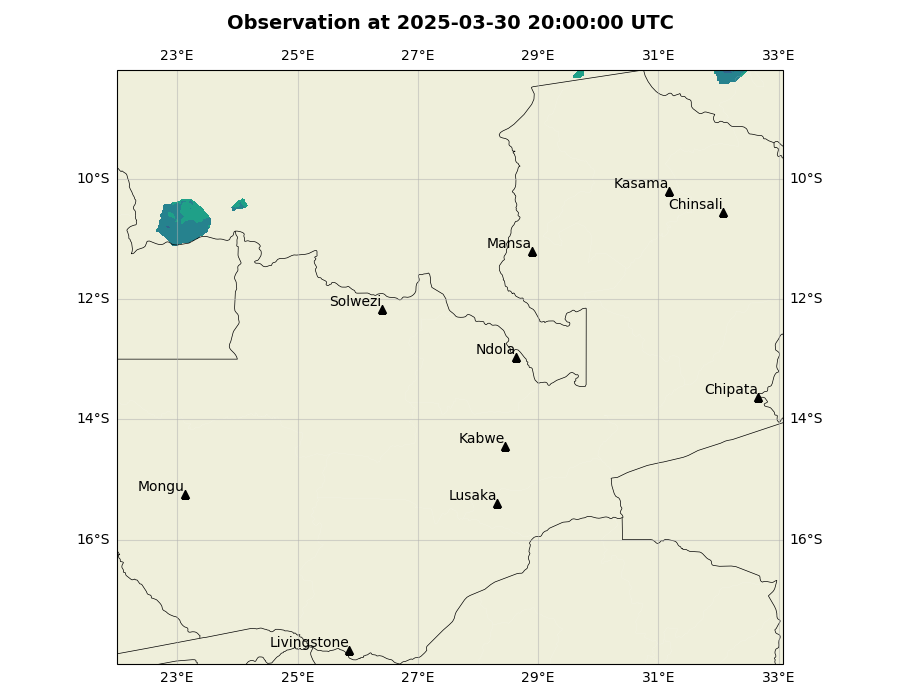 Observation at 2025-03-30 20:00:00 UTC
23°E 25°E 27°E 29°E 31°E 33°E
10°S 10°S
Kasama
Chinsali
Mansa
12°S 12°S
Solwezi
Ndola
Chipata
14°S 14°S
Kabwe
Mongu
Lusaka
16°S 16°S
Livingstone
23°E 25°E 27°E 29°E 31°E 33°E